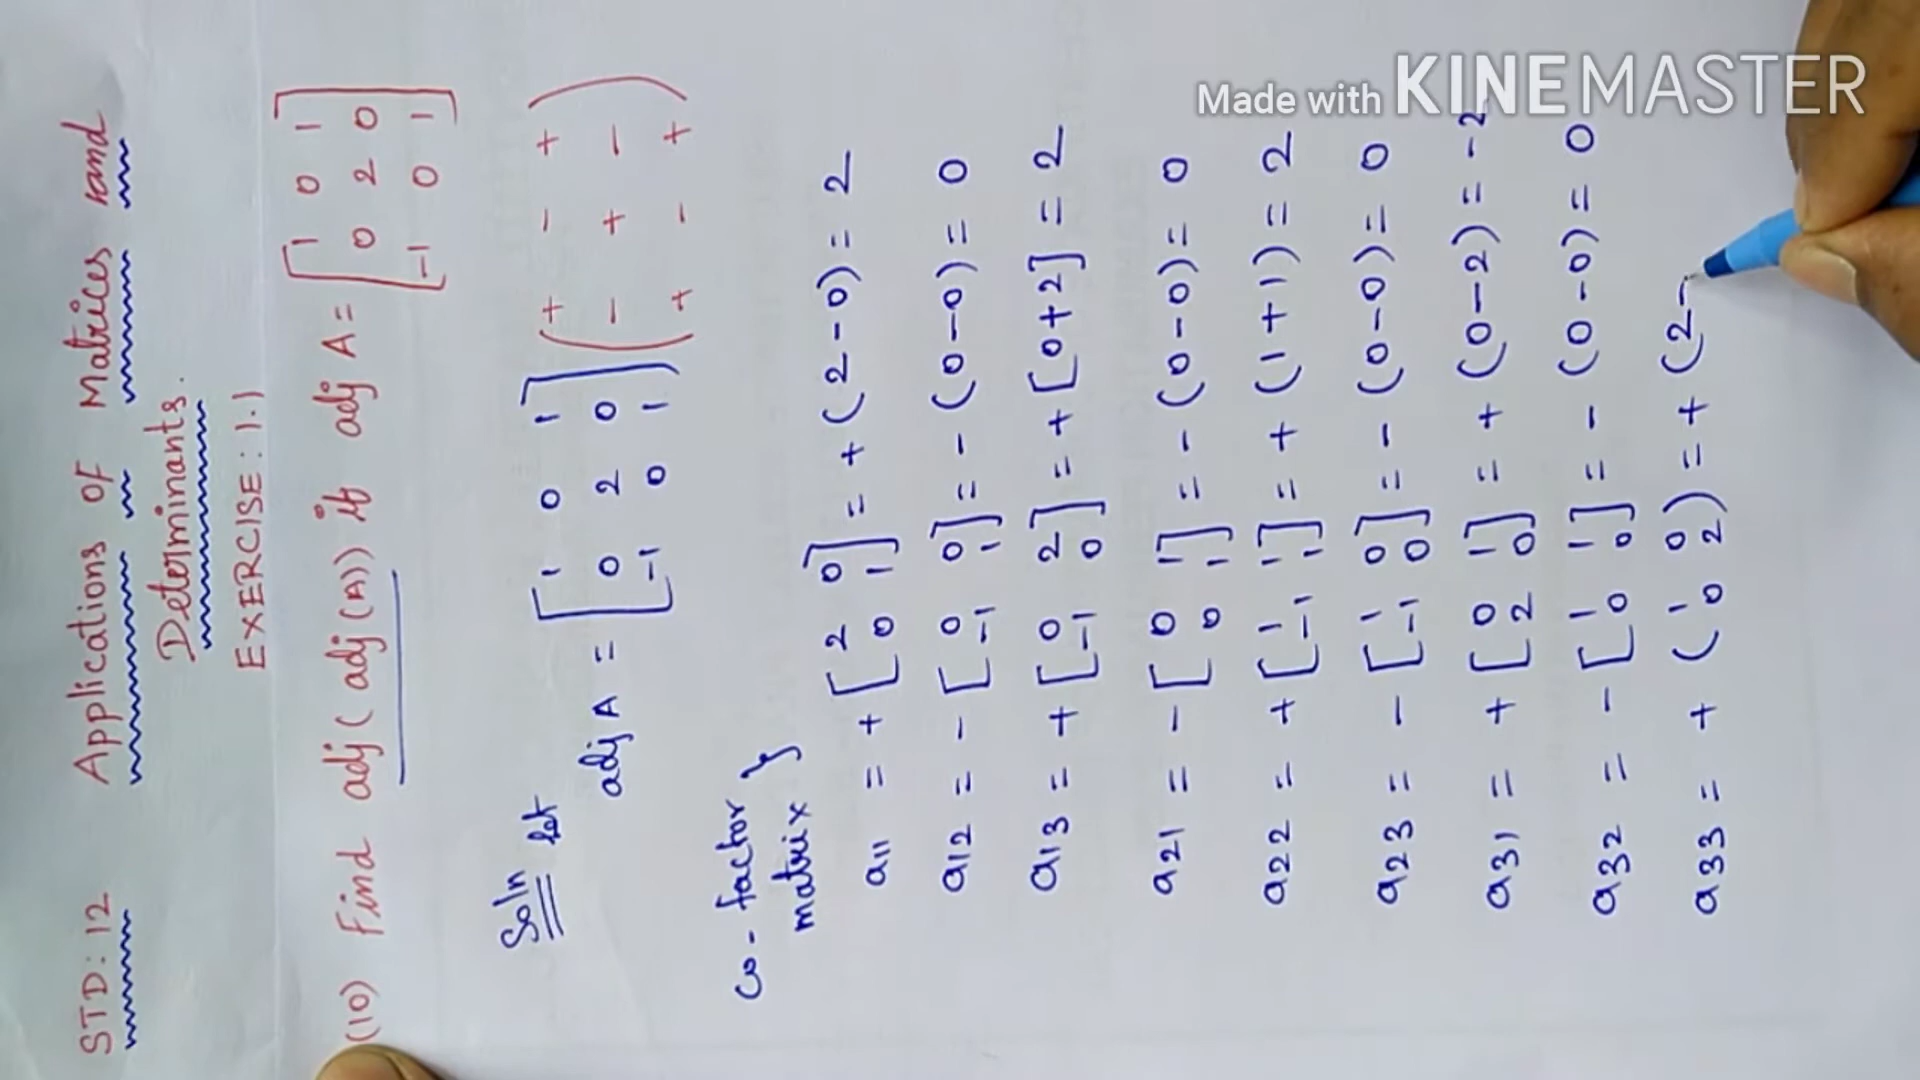 STD: 12 Applications of Matrices and
Determinants.
EXERCISE: 1.1
(10) Find adj( adj(A)) if adj A = [1 0 1
0 2 0
-1 0 1]
Soln let
adj A = [1 0 1
0 2 0
-1 0 1] (+ - +
- + -
+ - +)
co-factor
matrix }
a11 = + [2 0
0 1] = + (2-0) = 2
a12 = - [0 0
-1 1] = - (0-0) = 0
a13 = + [0 2
-1 0] = + [0+2] = 2
a21 = - [0 1
0 1] = - (0-0) = 0
a22 = + [1 1
-1 1] = + (1+1) = 2
a23 = - [1 0
-1 0] = - (0-0) = 0
a31 = + [0 1
2 0] = + (0-2) = -2
a32 = - [1 1
0 0] = - (0-0) = 0
a33 = + (1 0
0 2) = + (2-
Made with KINEMASTER